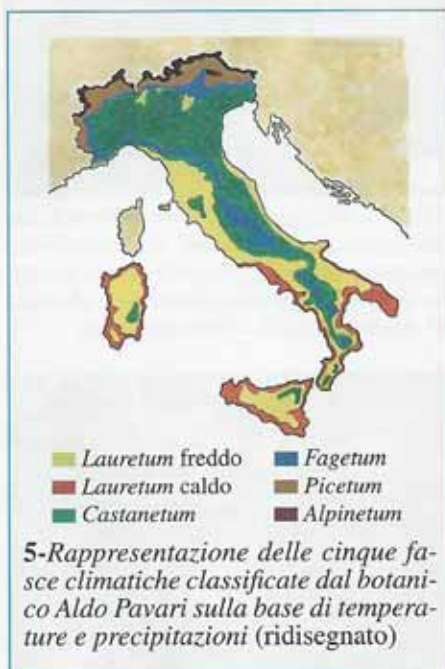 Lauretum freddo
Lauretum caldo
Castanetum
Fagetum
Picetum
Alpinetum
5-Rappresentazione delle cinque fa-
sce climatiche classificate dal botani-
co Aldo Pavari sulla base di tempera-
ture e precipitazioni (ridisegnato)